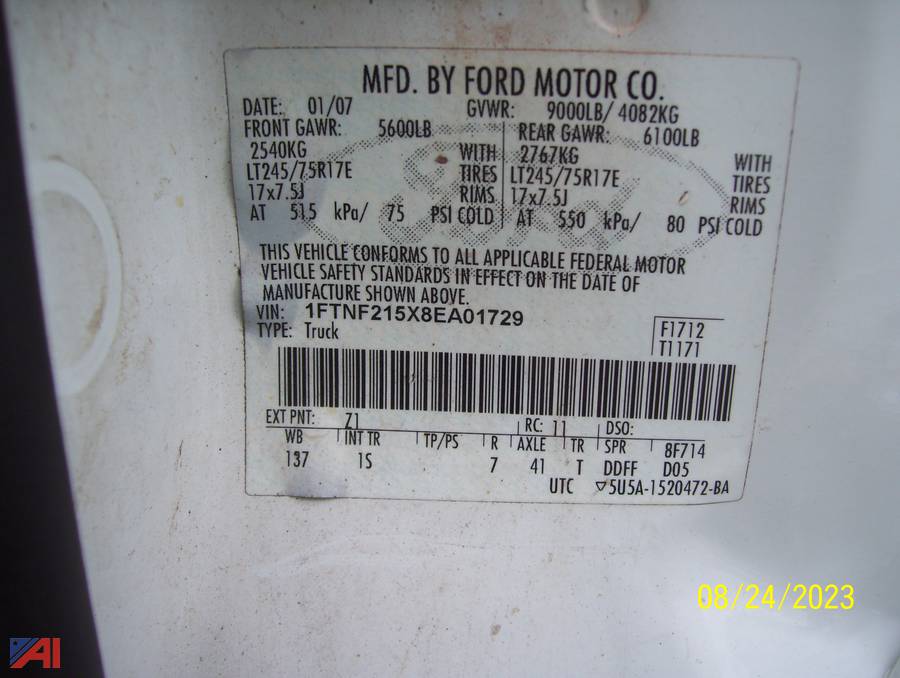 MFD. BY FORD MOTOR CO.
DATE: 01/07 GVWR: 9000LB/ 4082KG
FRONT GAWR: 5600LB REAR GAWR: 6100LB
2540KG WITH 2767KG WITH
LT245/75R17E TIRES LT245/75R17E TIRES
17x7.5J RIMS 17x7.5J RIMS
AT 515 kPa/ 75 PSI COLD AT 550 kPa/ 80 PSI COLD
THIS VEHICLE CONFORMS TO ALL APPLICABLE FEDERAL MOTOR
VEHICLE SAFETY STANDARDS IN EFFECT ON THE DATE OF
MANUFACTURE SHOWN ABOVE.
VIN: 1FTNF215X8EA01729
TYPE: Truck F1712
T1171
EXT PNT: Z1 RC: 11 DSO:
WB INT TR TP/PS R AXLE TR SPR 8F714
137 1S 7 41 T DDFF D05
UTC ▽5U5A-1520472-BA
08/24/2023
AI